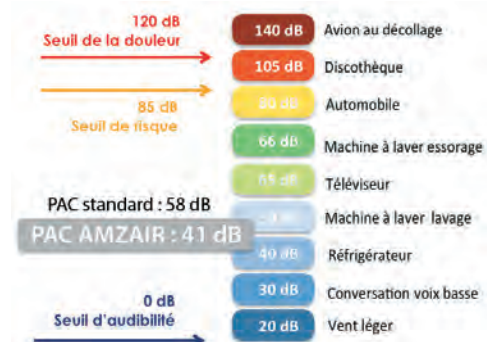 120 dB
Seuil de la douleur
85 dB
Seuil de risque
PAC standard : 58 dB
PAC AMZAIR : 41 dB
0 dB
Seuil d'audibilité
140 dB Avion au décollage
105 dB Discothèque
80 dB Automobile
66 dB Machine à laver essorage
Téléviseur
Machine à laver lavage
40 dB Réfrigérateur
30 dB Conversation voix basse
20 dB Vent léger